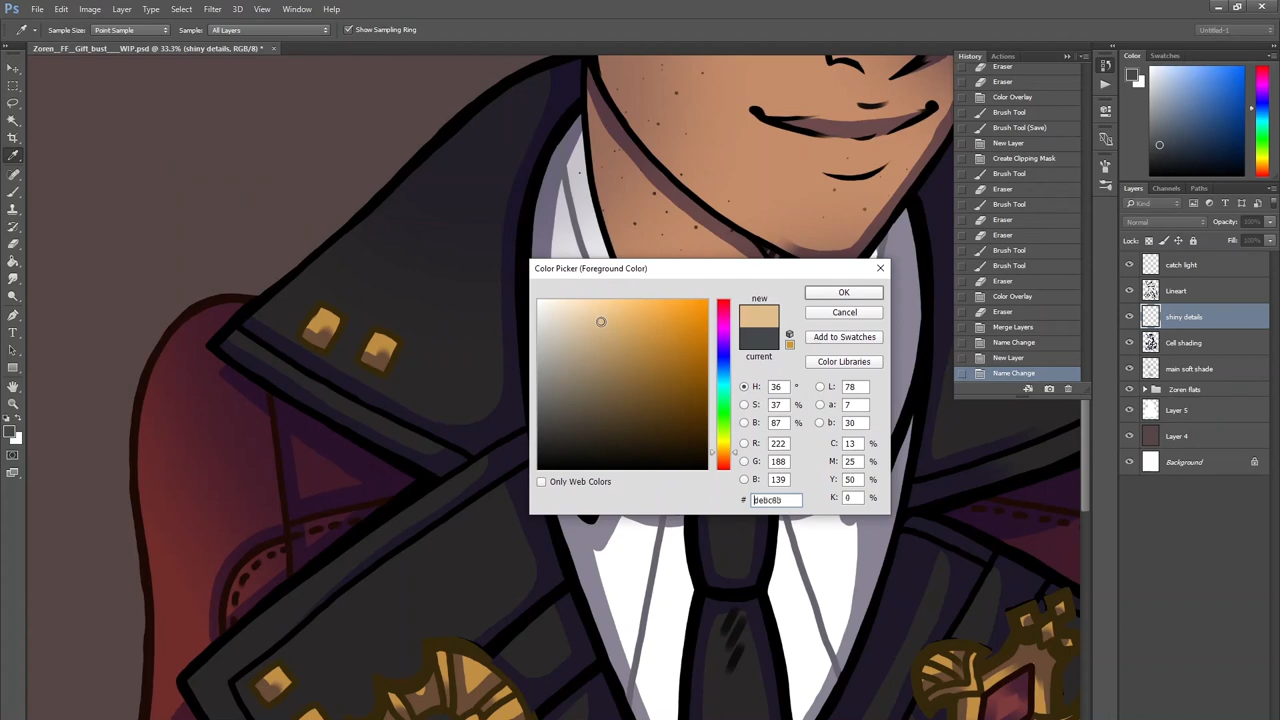 Ps File Edit Image Layer Type Select Filter 3D View Window Help
Sample Size: Point Sample Sample: All Layers Show Sampling Ring Untitled-1
Zoren__FF__Gift_bust___WIP.psd @ 33.3% (shiny details, RGB/8) *
History Actions
Eraser
Eraser
Color Overlay
Brush Tool
Brush Tool (Save)
New Layer
Create Clipping Mask
Brush Tool
Eraser
Brush Tool
Eraser
Eraser
Brush Tool
Brush Tool
Eraser
Color Overlay
Eraser
Merge Layers
Name Change
New Layer
Name Change
Color Swatches
Layers Channels Paths
Kind
Normal Opacity: 100%
Lock: Fill: 100%
catch light
Lineart
shiny details
Cell shading
main soft shade
Zoren flats
Layer 5
Layer 4
Background
Color Picker (Foreground Color)
new
current
OK
Cancel
Add to Swatches
Color Libraries
H: 36 ° L: 78
S: 37 % a: 7
B: 87 % b: 30
R: 222 C: 13 %
G: 188 M: 25 %
B: 139 Y: 50 %
# debc8b K: 0 %
Only Web Colors